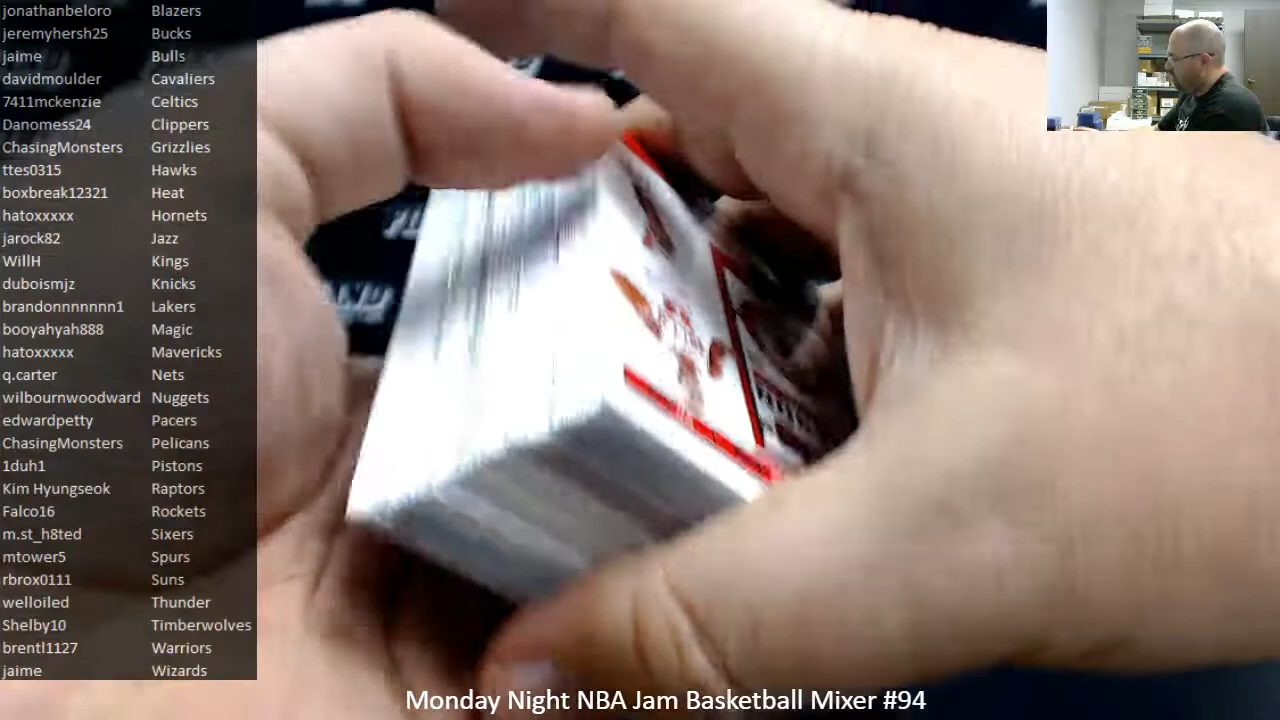 jonathanbeloro Blazers
jeremyhersh25 Bucks
jaime Bulls
davidmoulder Cavaliers
7411mckenzie Celtics
Danomess24 Clippers
ChasingMonsters Grizzlies
ttes0315 Hawks
boxbreak12321 Heat
hatoxxxxx Hornets
jarock82 Jazz
WillH Kings
duboismjz Knicks
brandonnnnnnn1 Lakers
booyahyah888 Magic
hatoxxxxx Mavericks
q.carter Nets
wilbournwoodward Nuggets
edwardpetty Pacers
ChasingMonsters Pelicans
1duh1 Pistons
Kim Hyungseok Raptors
Falco16 Rockets
m.st_h8ted Sixers
mtower5 Spurs
rbrox0111 Suns
welloiled Thunder
Shelby10 Timberwolves
brentl1127 Warriors
jaime Wizards
Monday Night NBA Jam Basketball Mixer #94